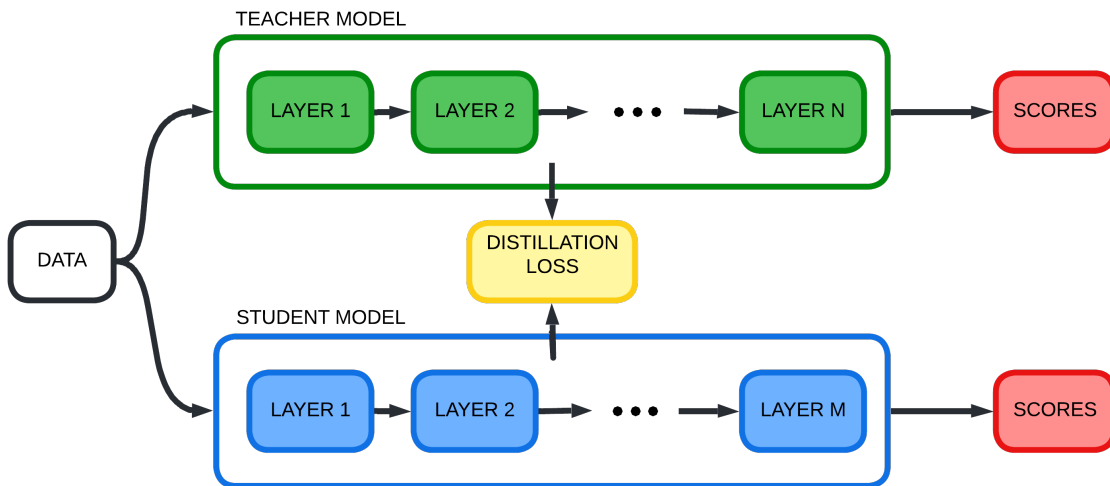 TEACHER MODEL
LAYER 1
LAYER 2
LAYER N
SCORES
DATA
DISTILLATION
LOSS
STUDENT MODEL
LAYER 1
LAYER 2
LAYER M
SCORES